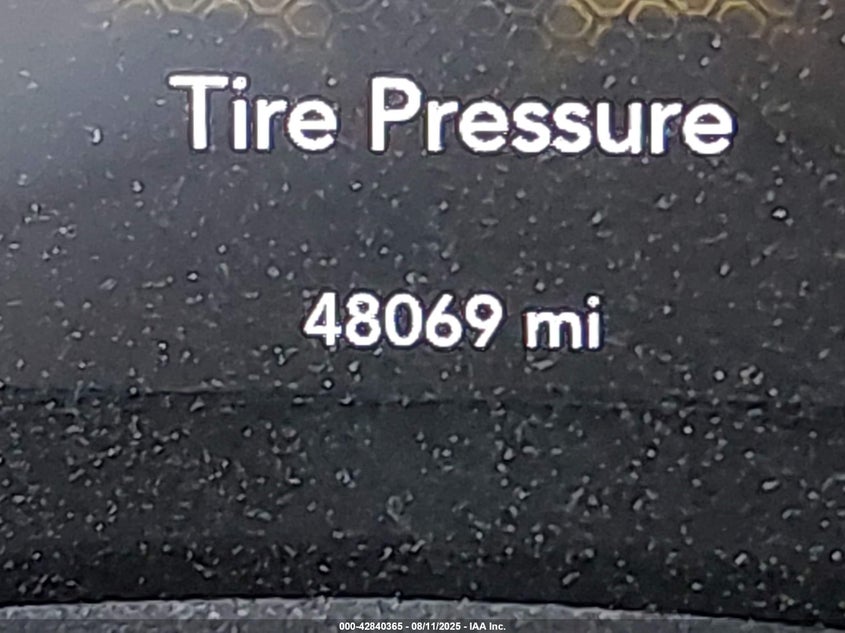 Tire Pressure
48069 mi
000-42840365 - 08/11/2025 - IAA Inc.